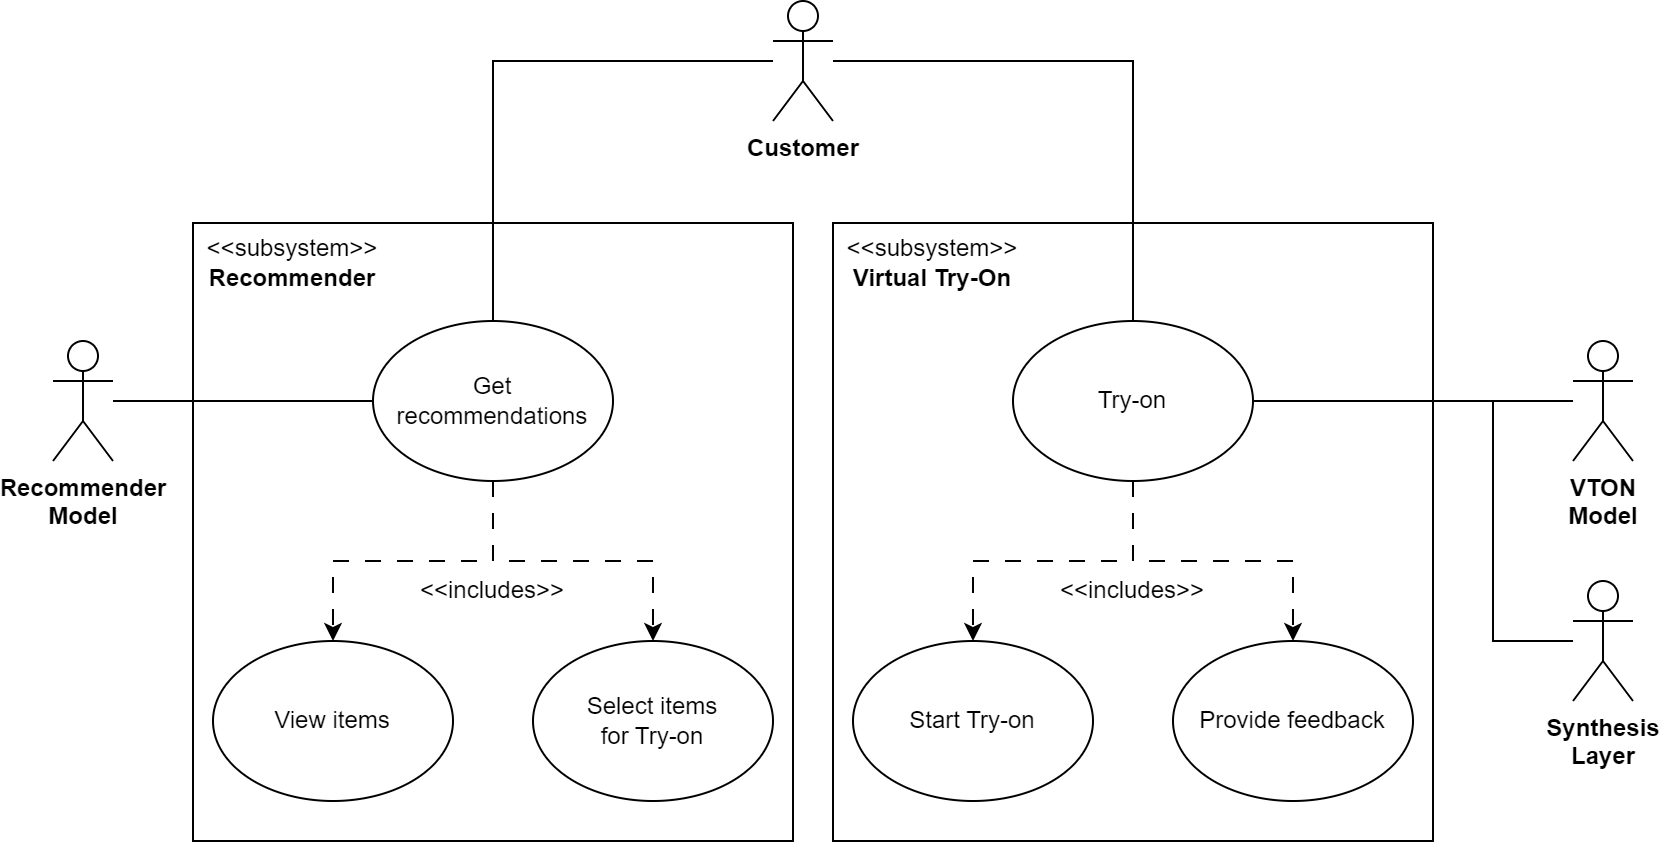 Customer
<<subsystem>>
Recommender
<<subsystem>>
Virtual Try-On
Get
recommendations
Try-on
Recommender
Model
VTON
Model
<<includes>>
<<includes>>
View items
Select items
for Try-on
Start Try-on
Provide feedback
Synthesis
Layer